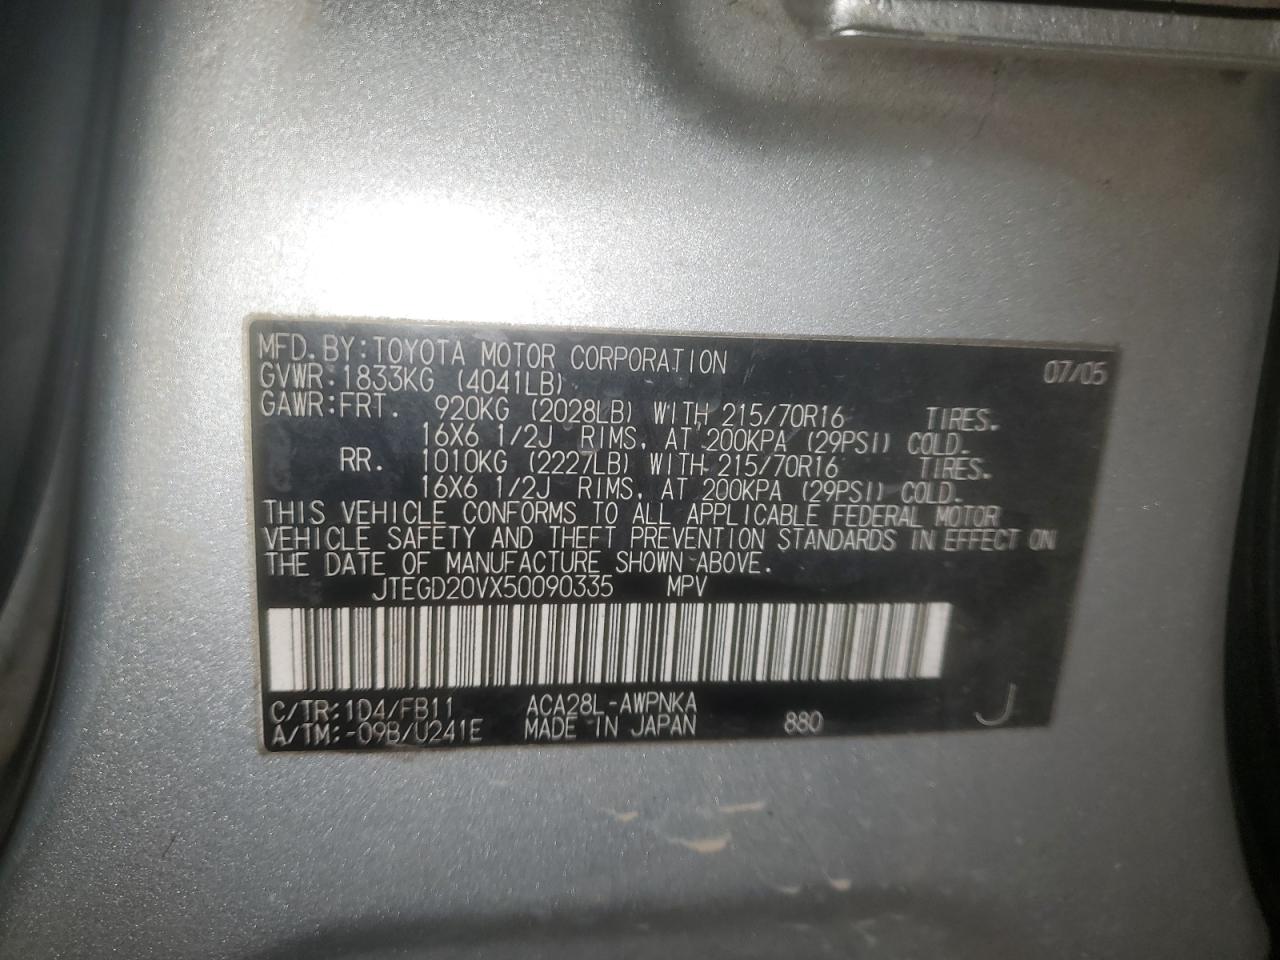 MFD. BY: TOYOTA MOTOR CORPORATION 07/05
GVWR: 1833KG (4041LB)
GAWR: FRT. 920KG (2028LB) WITH 215/70R16 TIRES.
16X6 1/2J RIMS, AT 200KPA (29PSI) COLD.
RR. 1010KG (2227LB) WITH 215/70R16 TIRES.
16X6 1/2J RIMS, AT 200KPA (29PSI) COLD.
THIS VEHICLE CONFORMS TO ALL APPLICABLE FEDERAL MOTOR
VEHICLE SAFETY AND THEFT PREVENTION STANDARDS IN EFFECT ON
THE DATE OF MANUFACTURE SHOWN ABOVE.
JTEGD20VX50090335 MPV
C/TR: 1D4/FB11 ACA28L-AWPNKA
A/TM: -09B/U241E MADE IN JAPAN 880 J